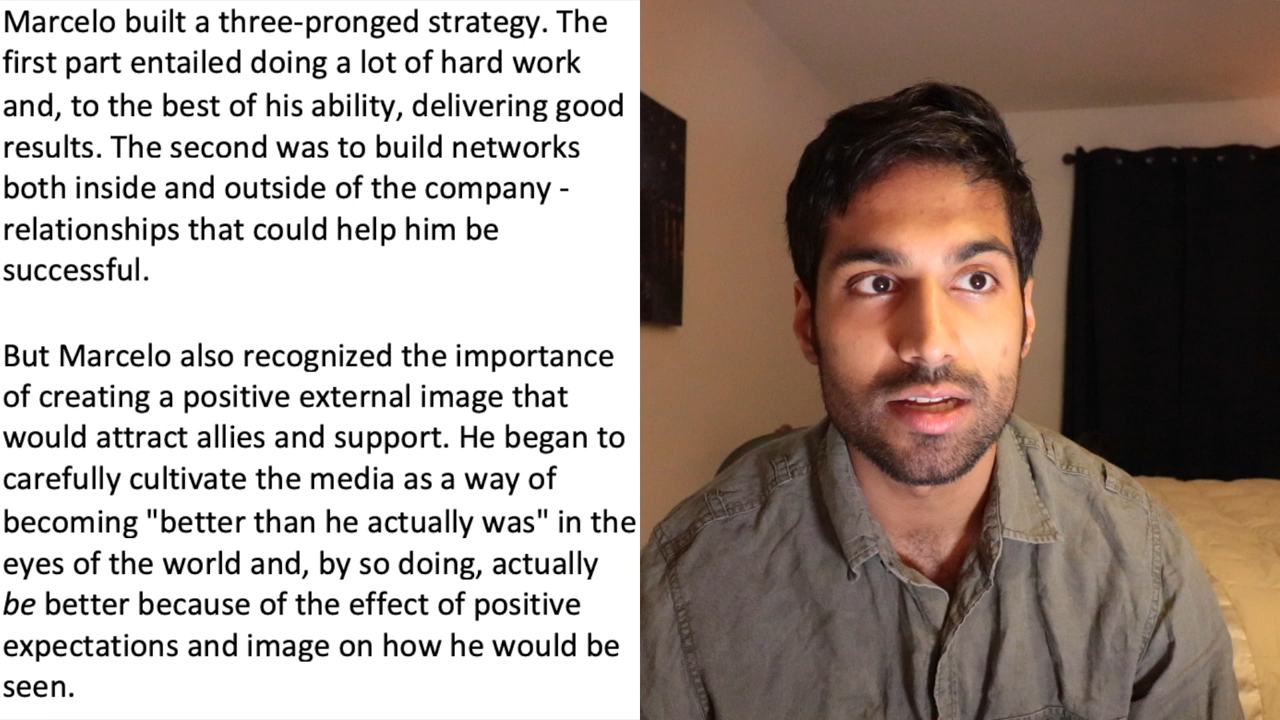 Marcelo built a three-pronged strategy. The
first part entailed doing a lot of hard work
and, to the best of his ability, delivering good
results. The second was to build networks
both inside and outside of the company -
relationships that could help him be
successful.
But Marcelo also recognized the importance
of creating a positive external image that
would attract allies and support. He began to
carefully cultivate the media as a way of
becoming "better than he actually was" in the
eyes of the world and, by so doing, actually
be better because of the effect of positive
expectations and image on how he would be
seen.